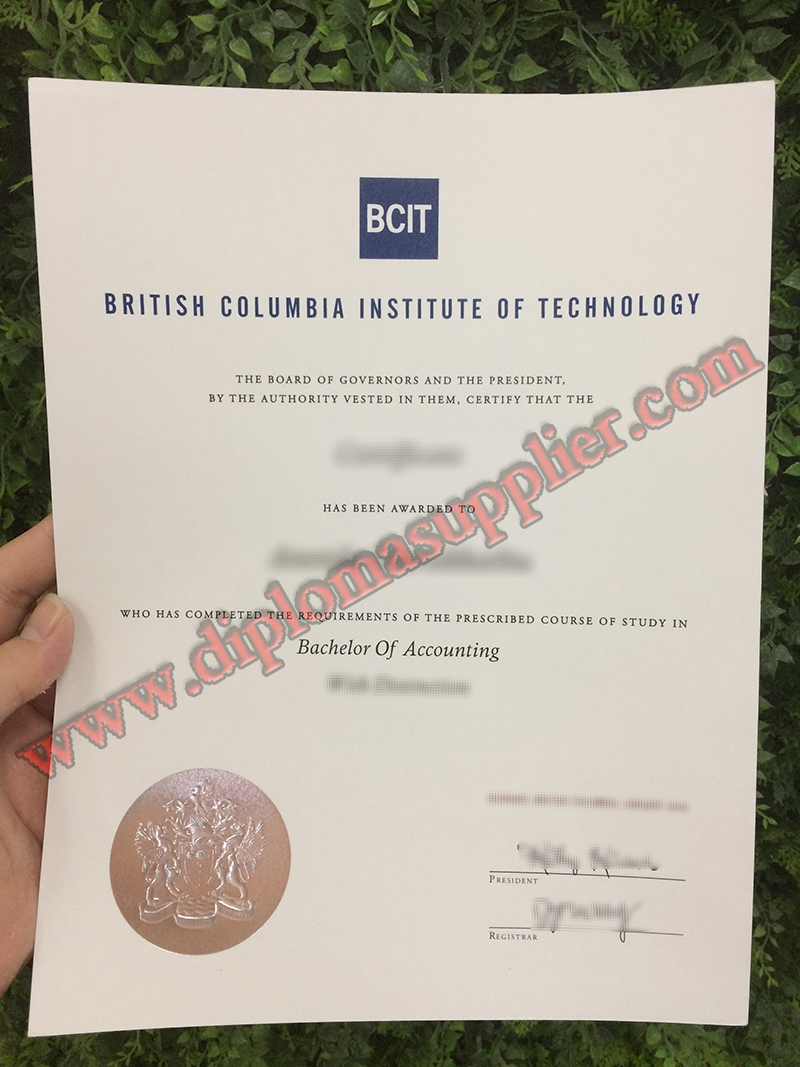 BCIT
BRITISH COLUMBIA INSTITUTE OF TECHNOLOGY
THE BOARD OF GOVERNORS AND THE PRESIDENT,
BY THE AUTHORITY VESTED IN THEM, CERTIFY THAT THE
HAS BEEN AWARDED TO
www.diplomasupplier.com
WHO HAS COMPLETED THE REQUIREMENTS OF THE PRESCRIBED COURSE OF STUDY IN
Bachelor Of Accounting
PRESIDENT
REGISTRAR